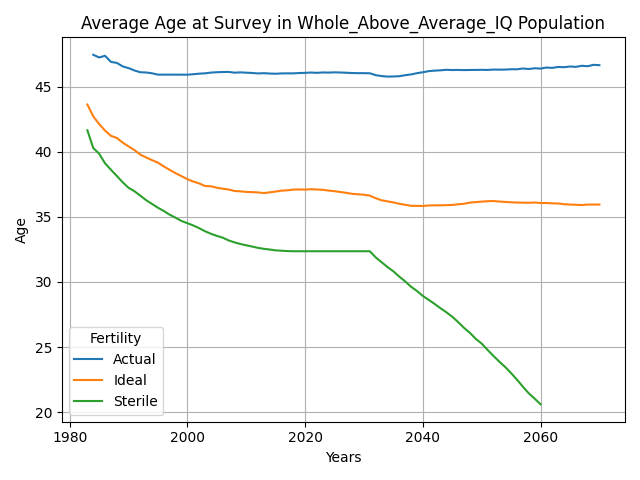 Average Age at Survey in Whole_Above_Average_IQ Population
Age
45
40
35
30
25
20
Fertility
Actual
Ideal
Sterile
1980
2000
2020
2040
2060
Years